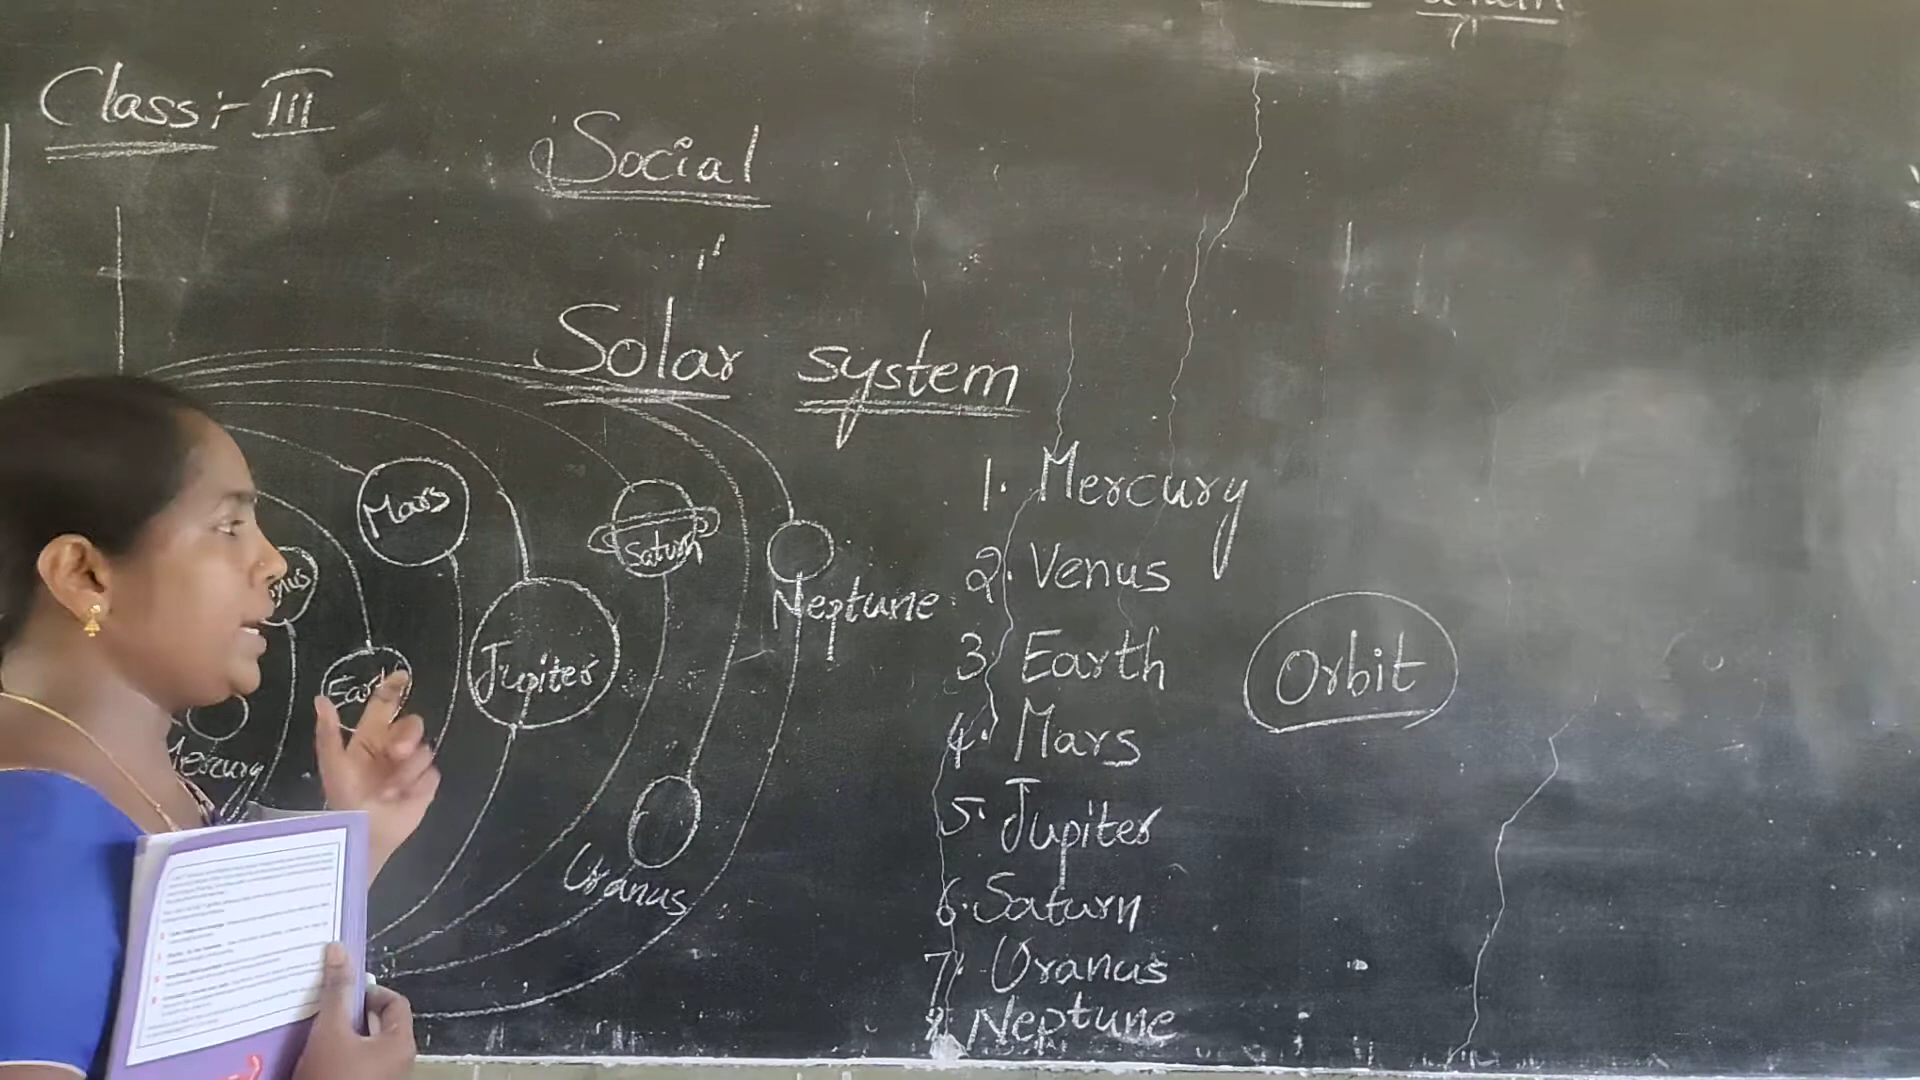 Class:- III
Social
Solar system
Mars
Saturn
Neptune
Earth
Jupiter
Mercury
Uranus
1. Mercury
2. Venus
3 Earth
4. Mars
5. Jupiter
6. Saturn
7. Uranus
8. Neptune
Orbit